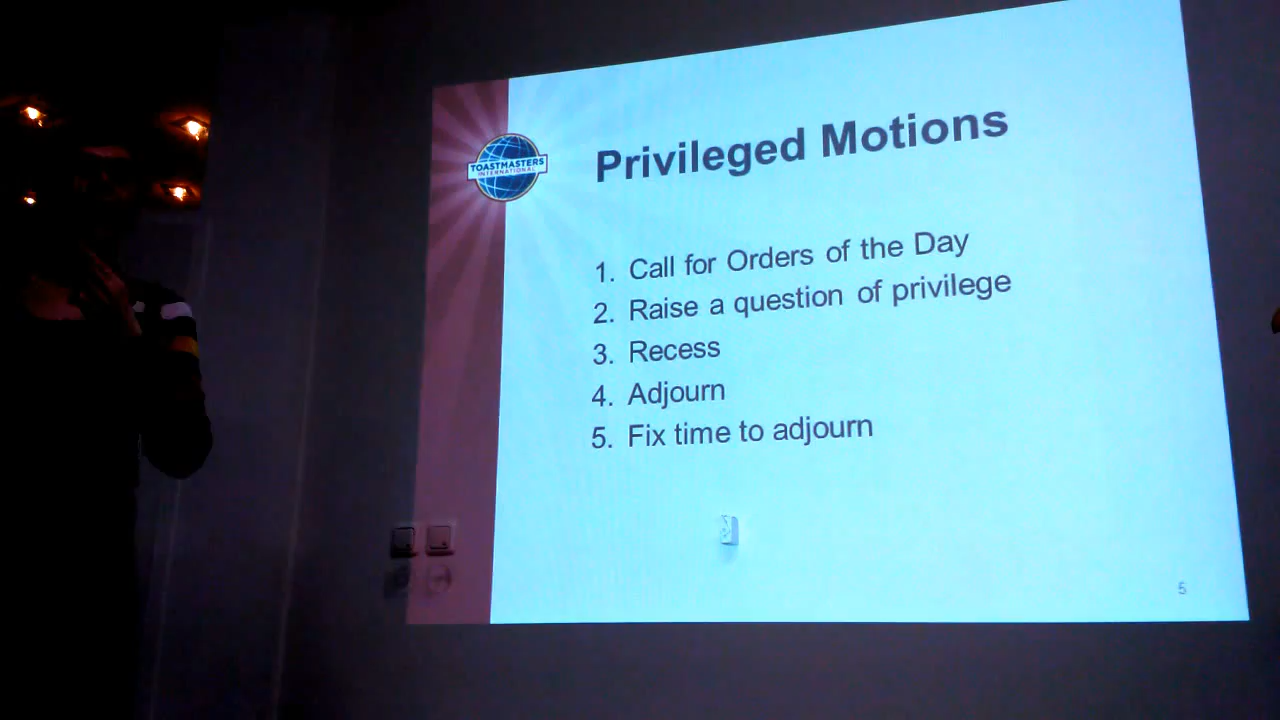 TOASTMASTERS
INTERNATIONAL
Privileged Motions
1. Call for Orders of the Day
2. Raise a question of privilege
3. Recess
4. Adjourn
5. Fix time to adjourn
5